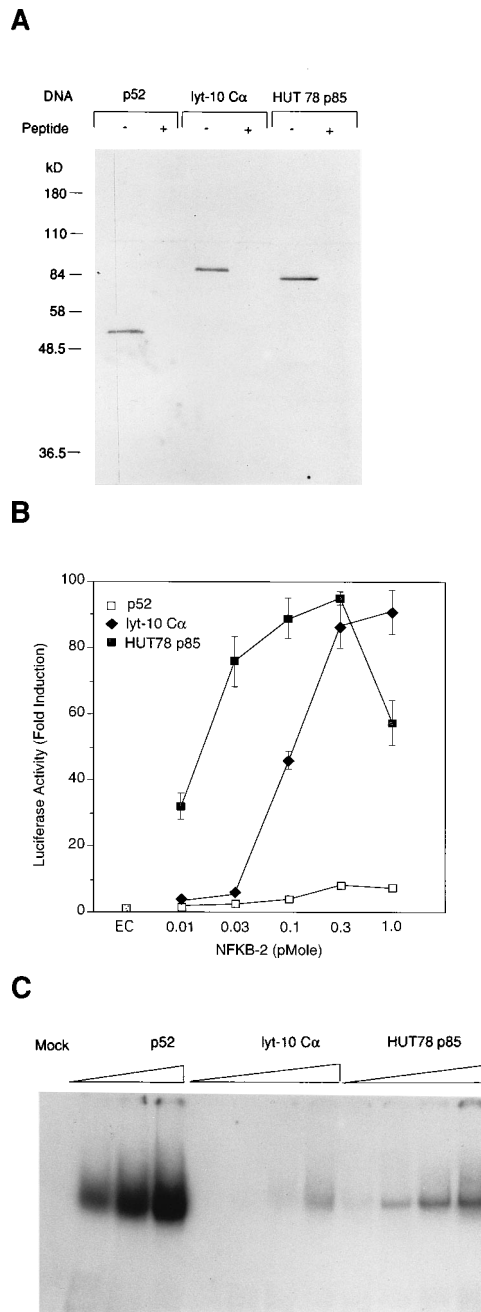 A
DNA p52 lyt-10 Cα HUT 78 p85
Peptide - + - + - +
kD
180
110
84
58
48.5
36.5
B
100
80
60
40
20
0
p52
lyt-10 Cα
HUT78 p85
Luciferase Activity (Fold Induction)
EC 0.01 0.03 0.1 0.3 1.0
NFKB-2 (pMole)
C
Mock p52 lyt-10 Cα HUT78 p85